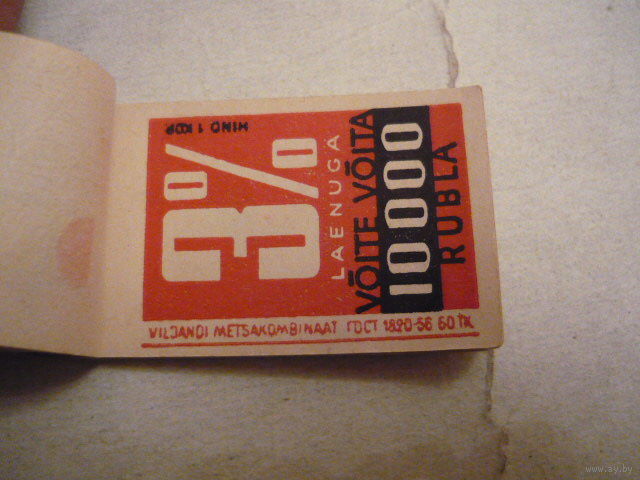 HIND 1 KOP.
3%
LAENUGA
VÕITE VÕITA
10000
RUBLA
VILJANDI METSAKOMBINAAT ГОСТ 1820-56 60 TK.
www.ay.by